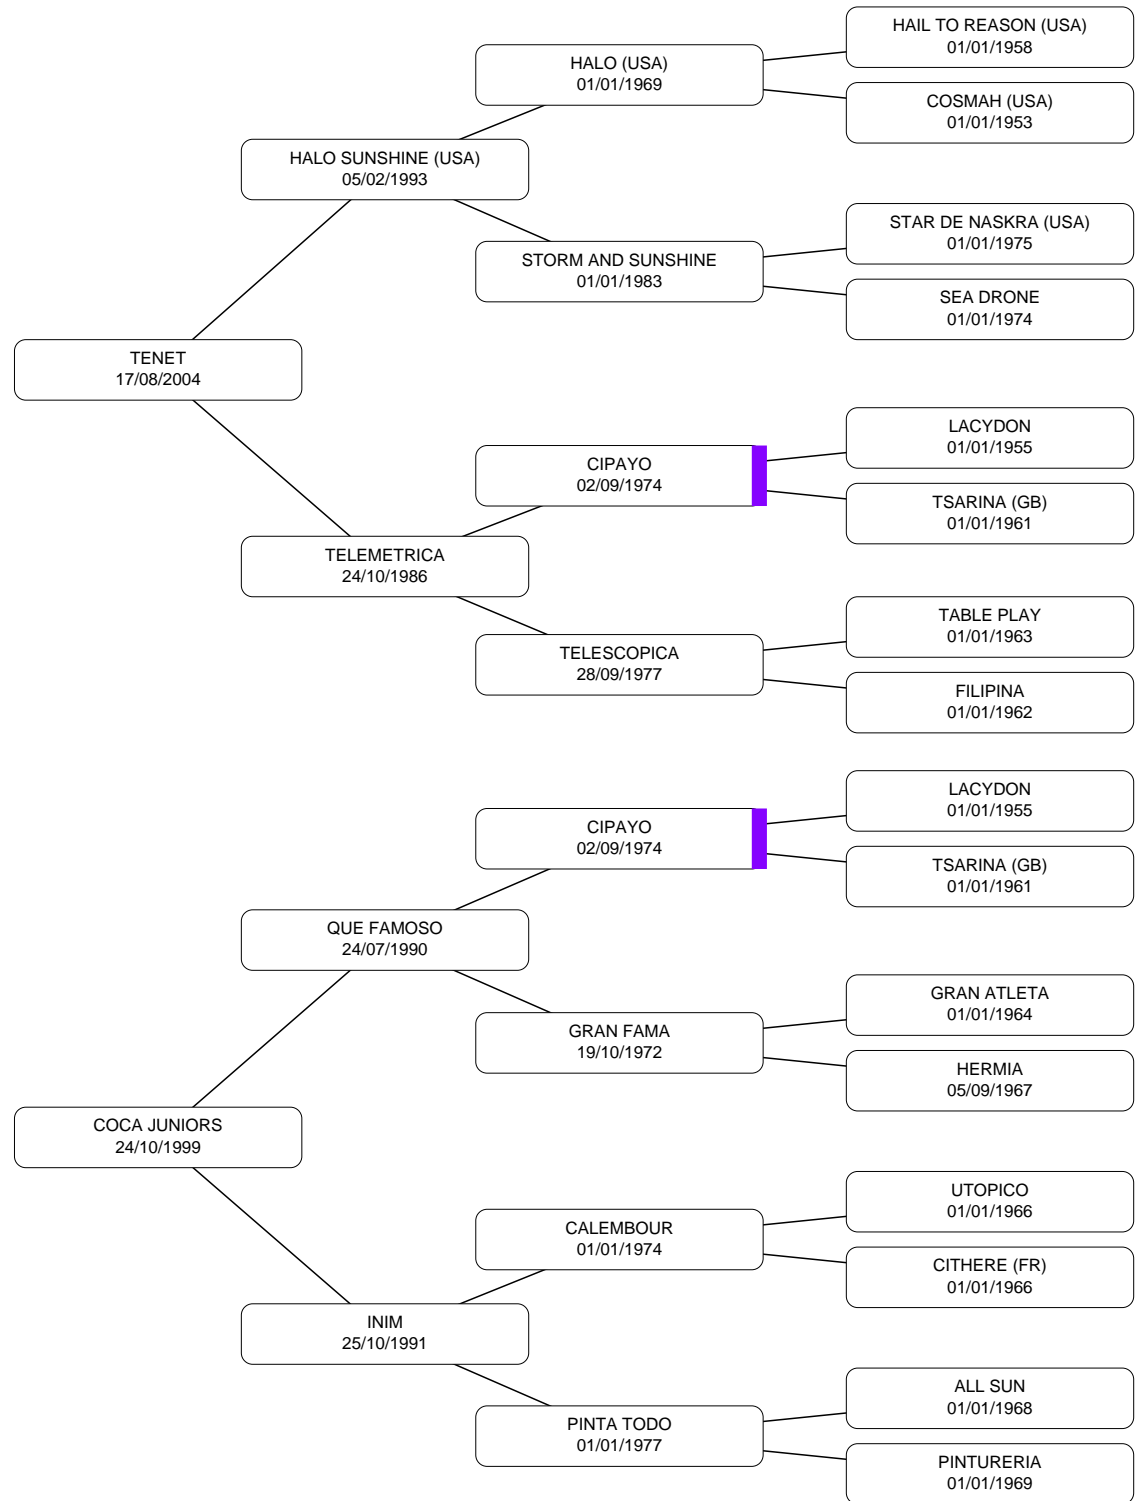 HAIL TO REASON (USA)
01/01/1958
HALO (USA)
01/01/1969
COSMAH (USA)
01/01/1953
HALO SUNSHINE (USA)
05/02/1993
STAR DE NASKRA (USA)
01/01/1975
STORM AND SUNSHINE
01/01/1983
SEA DRONE
01/01/1974
TENET
17/08/2004
LACYDON
01/01/1955
CIPAYO
02/09/1974
TSARINA (GB)
01/01/1961
TELEMETRICA
24/10/1986
TABLE PLAY
01/01/1963
TELESCOPICA
28/09/1977
FILIPINA
01/01/1962
LACYDON
01/01/1955
CIPAYO
02/09/1974
TSARINA (GB)
01/01/1961
QUE FAMOSO
24/07/1990
GRAN ATLETA
01/01/1964
GRAN FAMA
19/10/1972
HERMIA
05/09/1967
COCA JUNIORS
24/10/1999
UTOPICO
01/01/1966
CALEMBOUR
01/01/1974
CITHERE (FR)
01/01/1966
INIM
25/10/1991
ALL SUN
01/01/1968
PINTA TODO
01/01/1977
PINTURERIA
01/01/1969